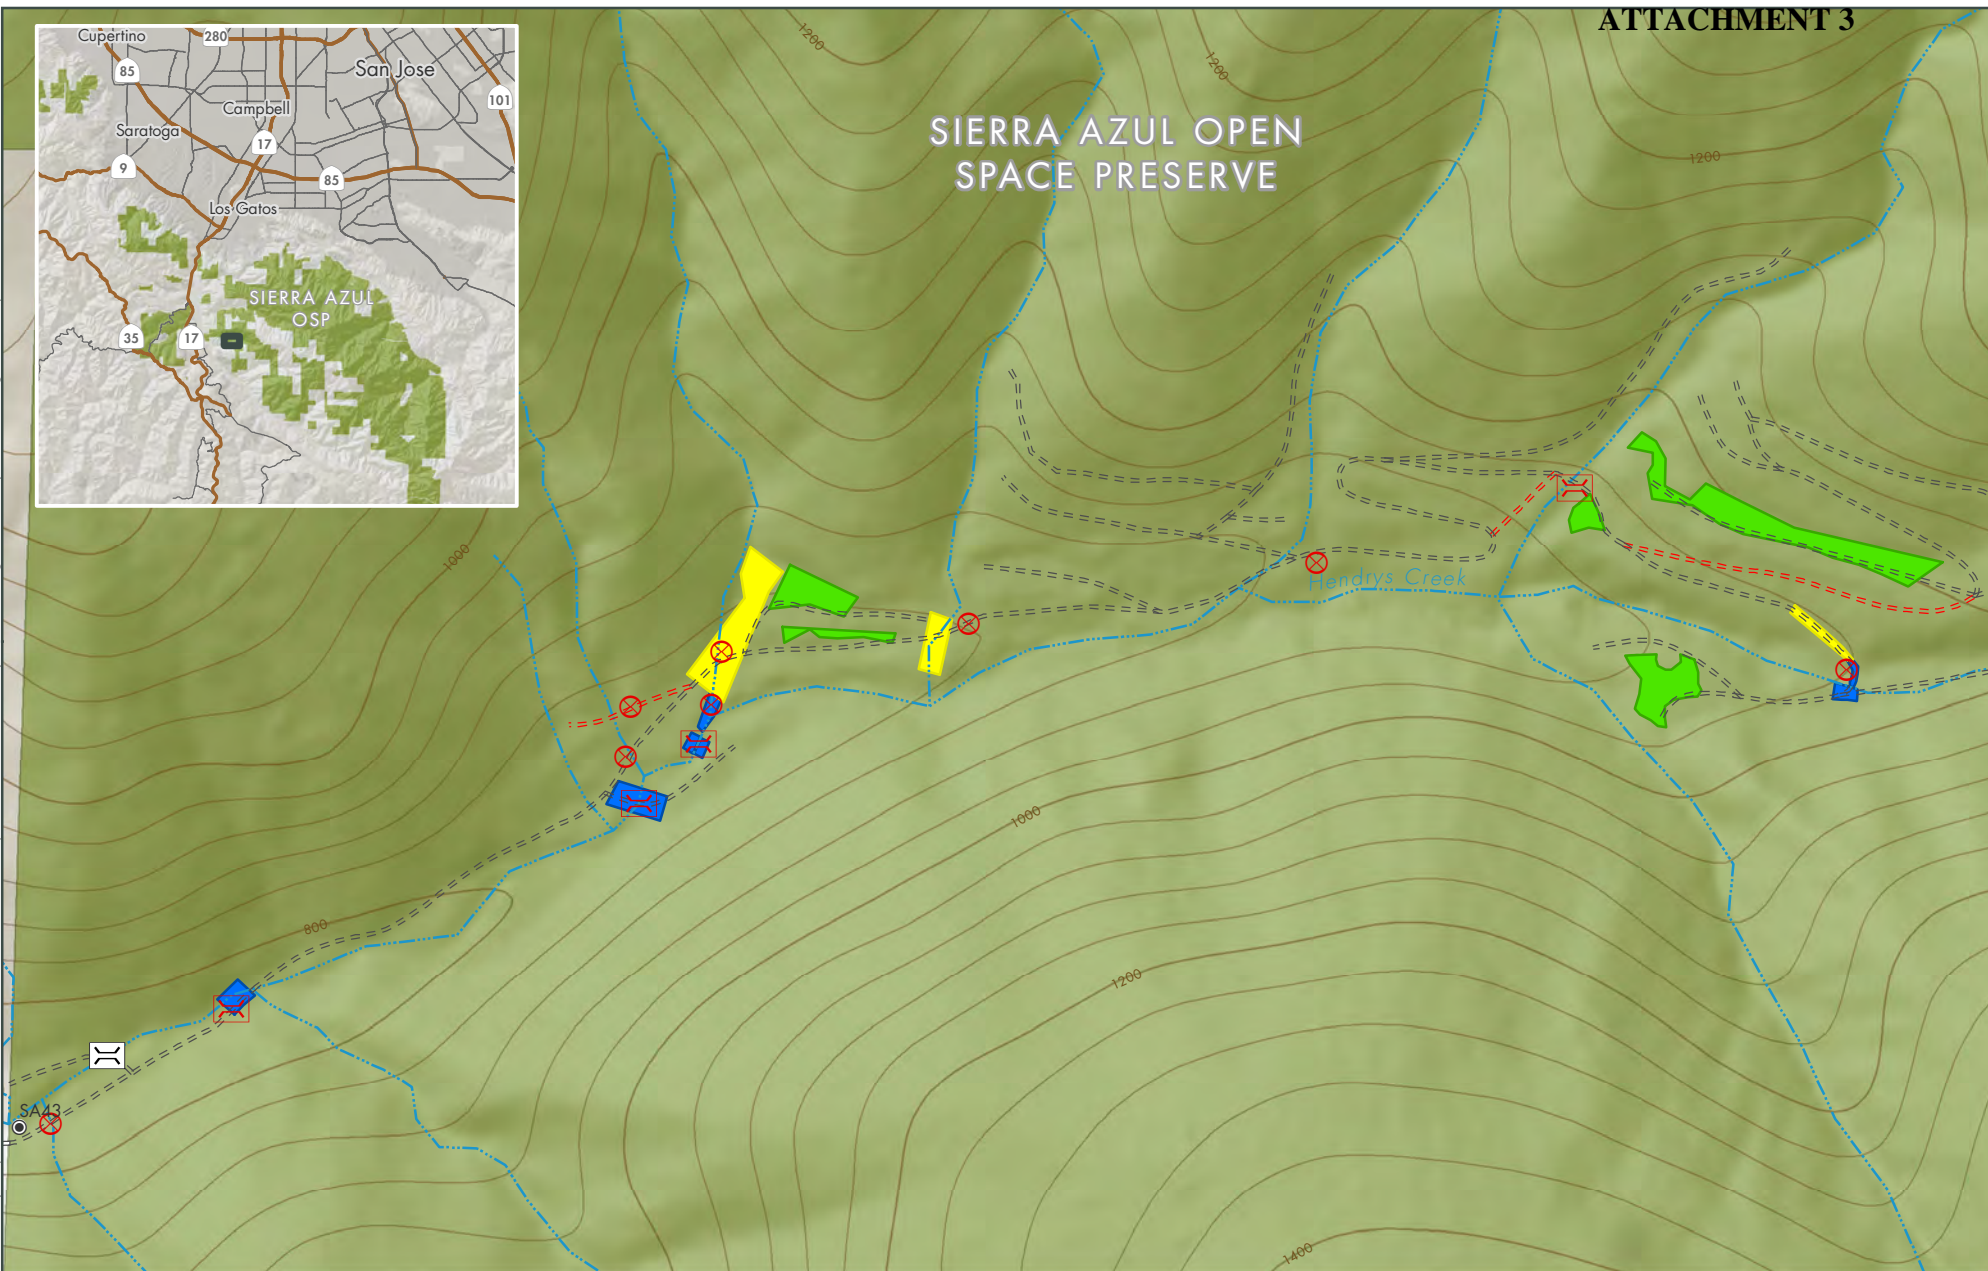 ATTACHMENT 3
Cupertino
280
85
San Jose
101
Campbell
Saratoga
17
9
85
Los Gatos
SIERRA AZUL
OSP
35
17
SIERRA AZUL OPEN
SPACE PRESERVE
1200
1200
1200
1000
Hendrys Creek
1000
800
1200
SA43
1400